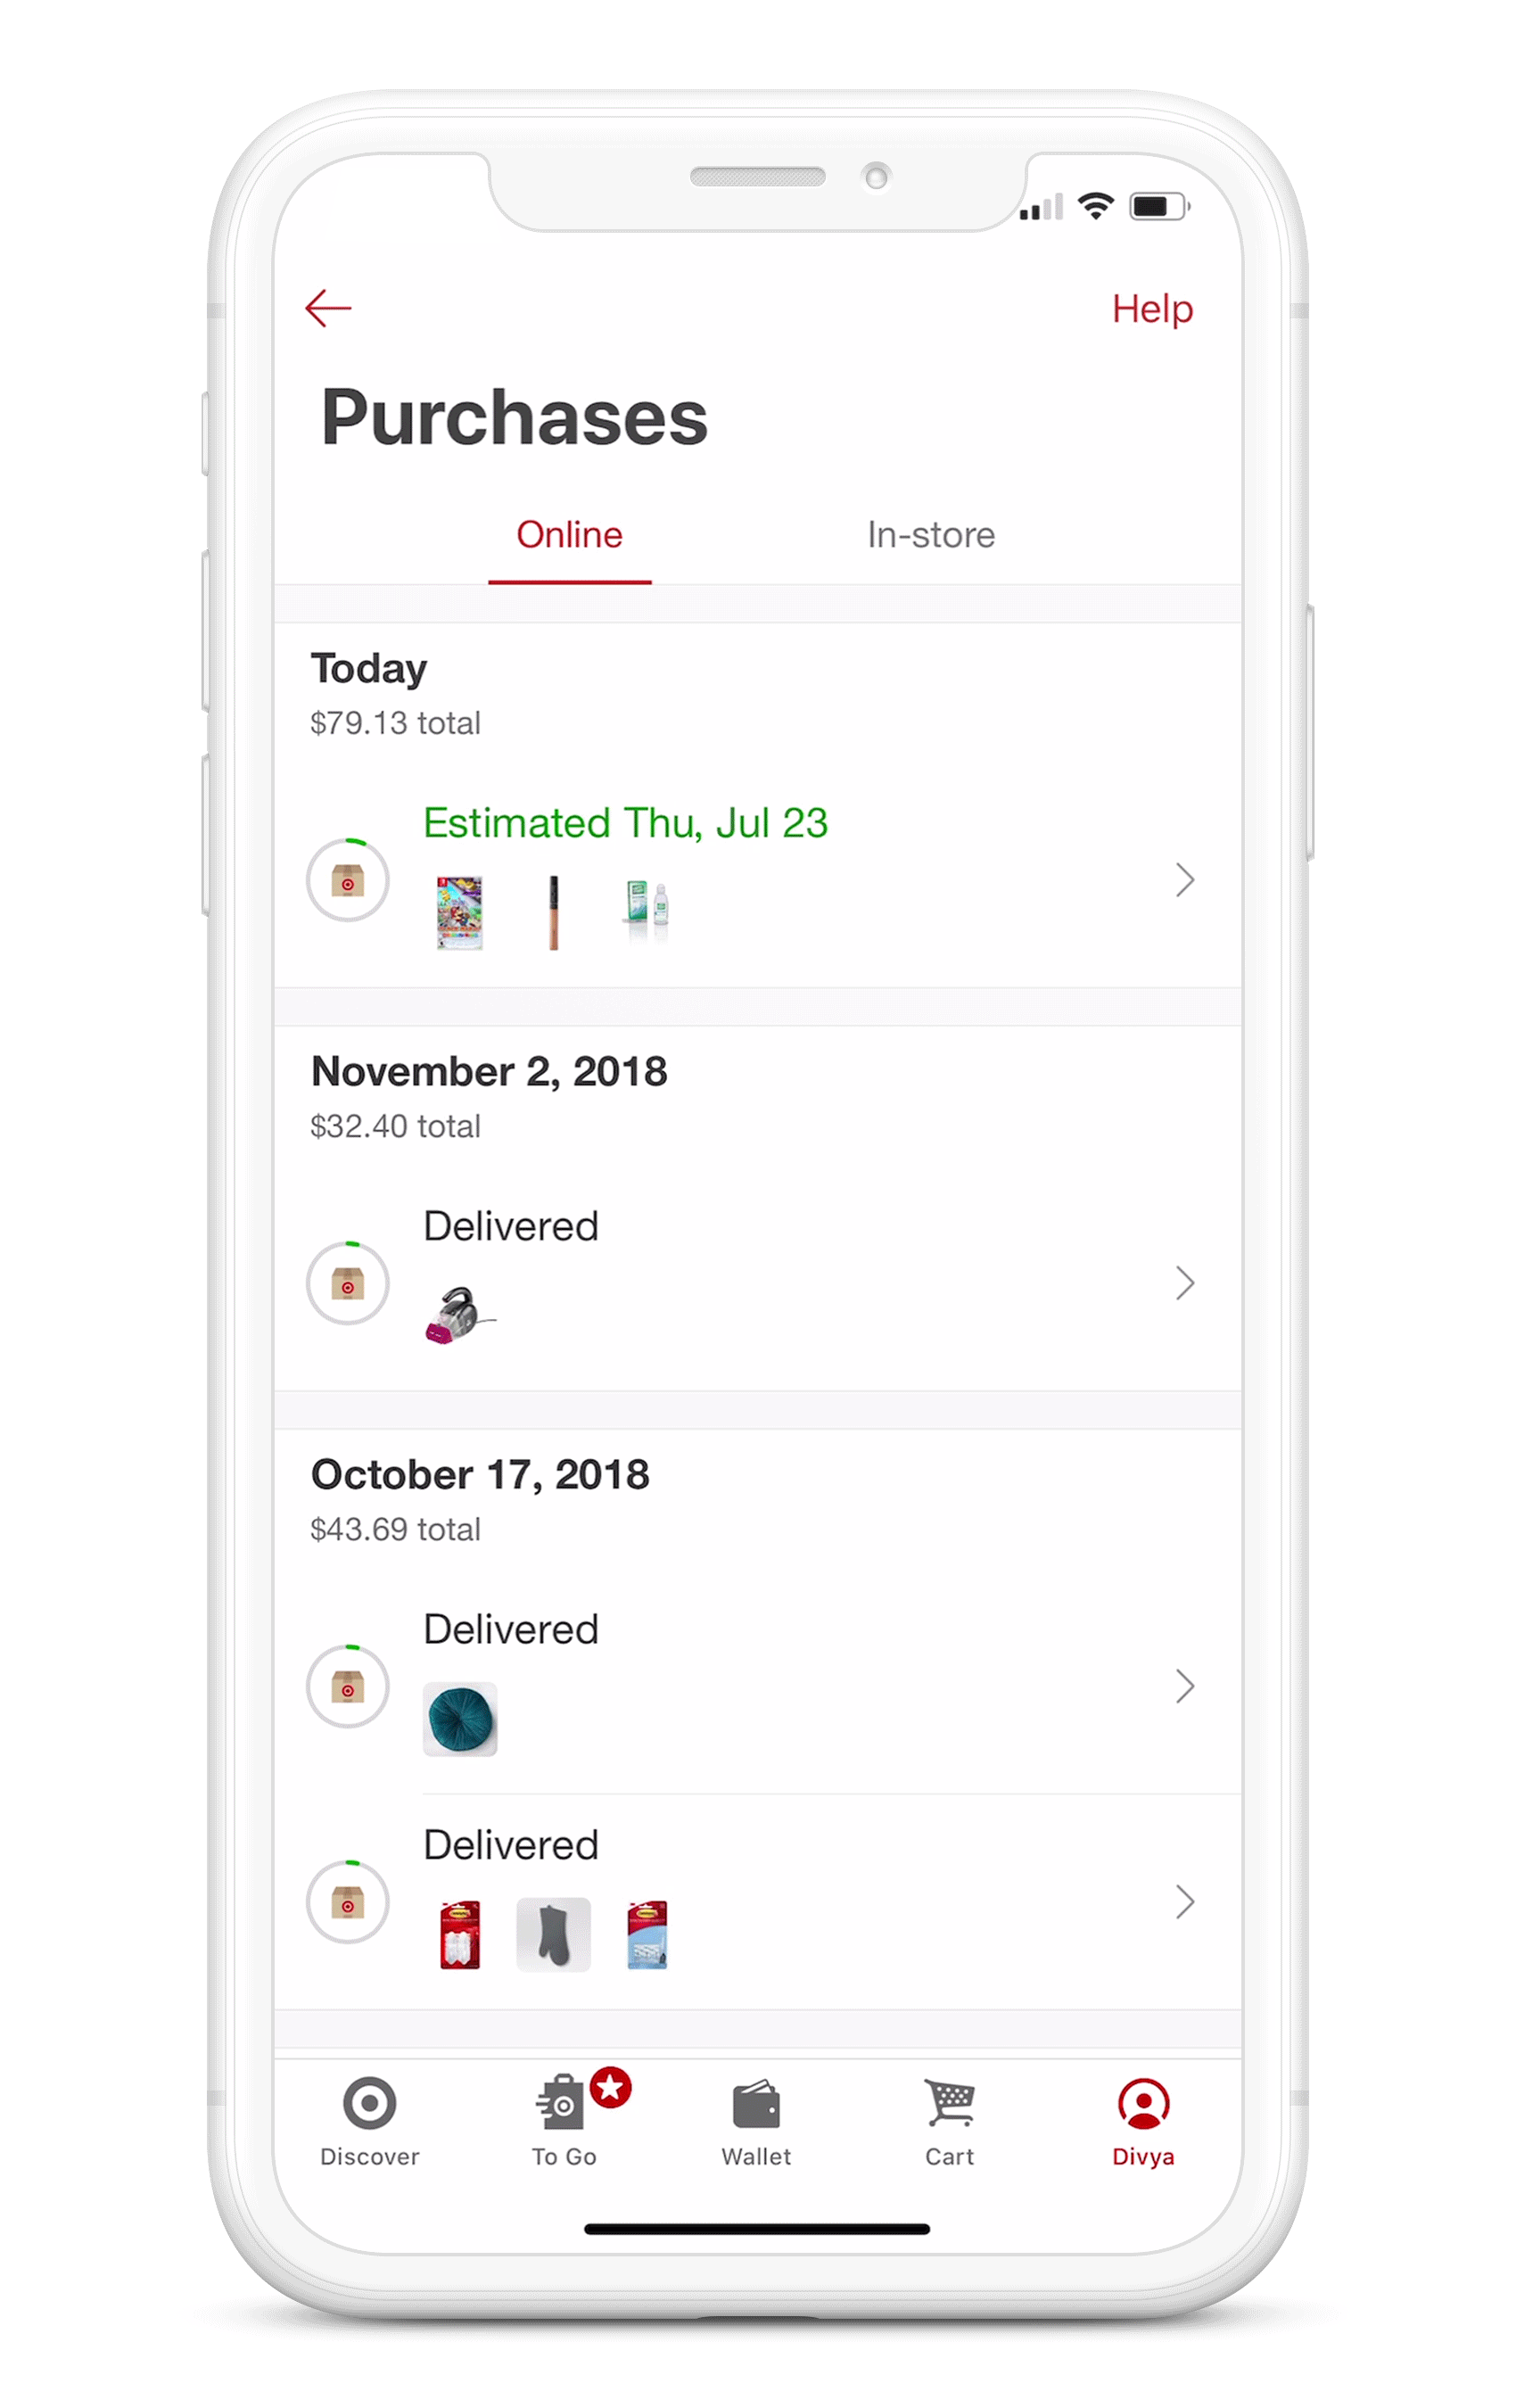 Help
Purchases
Online
In-store
Today
$79.13 total
Estimated Thu, Jul 23
November 2, 2018
$32.40 total
Delivered
October 17, 2018
$43.69 total
Delivered
Delivered
Discover
To Go
Wallet
Cart
Divya